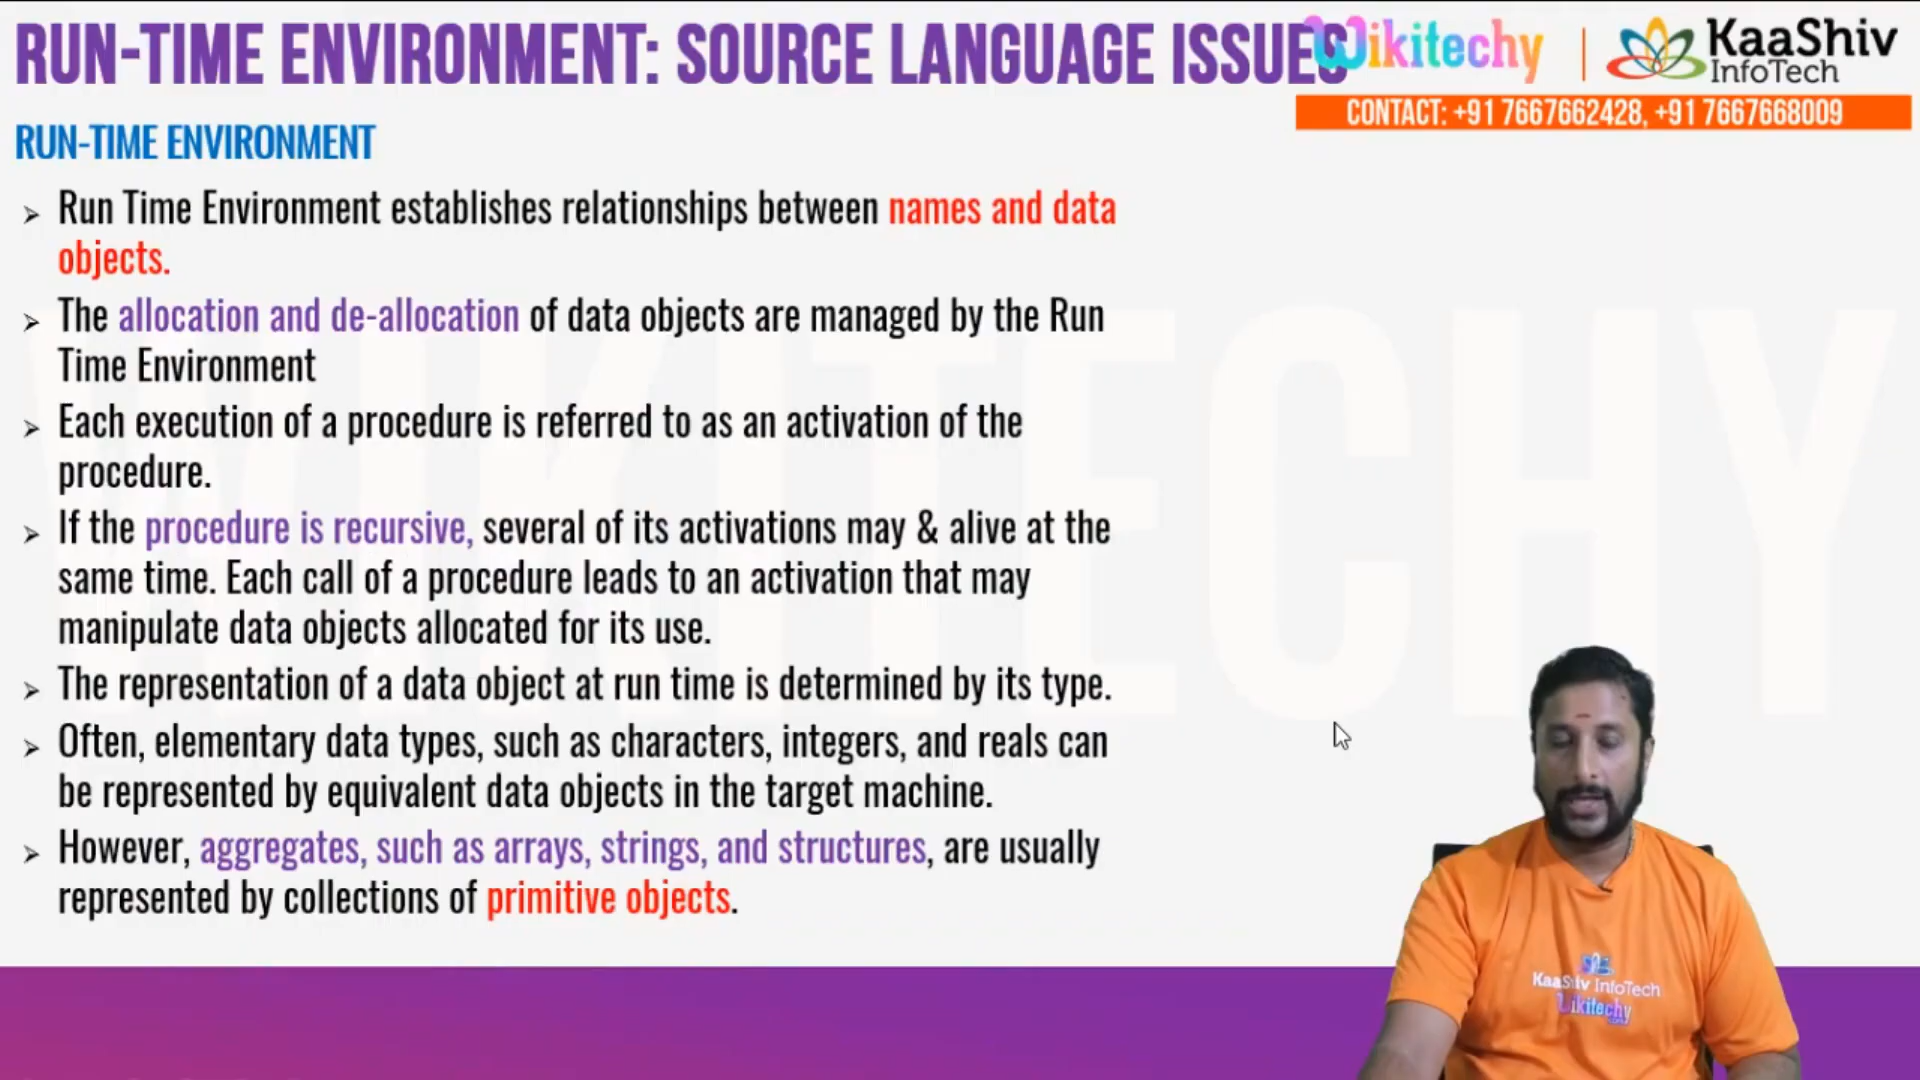 RUN-TIME ENVIRONMENT: SOURCE LANGUAGE ISSUES
Wikitechy
KaaShiv
InfoTech
CONTACT: +91 7667662428, +91 7667668009
RUN-TIME ENVIRONMENT
➢ Run Time Environment establishes relationships between names and data
objects.
➢ The allocation and de-allocation of data objects are managed by the Run
Time Environment
➢ Each execution of a procedure is referred to as an activation of the
procedure.
➢ If the procedure is recursive, several of its activations may & alive at the
same time. Each call of a procedure leads to an activation that may
manipulate data objects allocated for its use.
➢ The representation of a data object at run time is determined by its type.
➢ Often, elementary data types, such as characters, integers, and reals can
be represented by equivalent data objects in the target machine.
➢ However, aggregates, such as arrays, strings, and structures, are usually
represented by collections of primitive objects.
WIKITECHY
KaaShiv InfoTech
Wikitechy